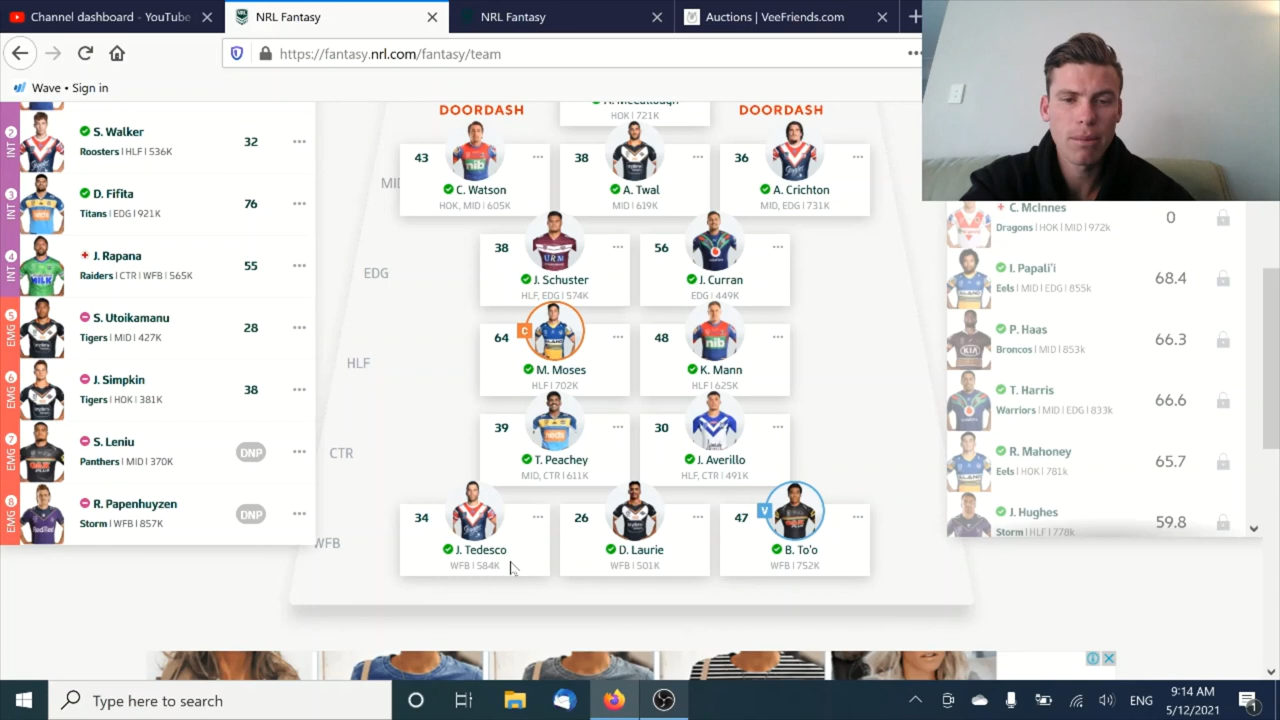 Channel dashboard - YouTube
NRL Fantasy
NRL Fantasy
Auctions | VeeFriends.com
https://fantasy.nrl.com/fantasy/team
Wave • Sign in
2 INT
S. Walker
Roosters | HLF | 536K
32
3 INT
D. Fifita
Titans | EDG | 921K
76
4 INT
J. Rapana
Raiders | CTR | WFB | 565K
55
5 EMG
S. Utoikamanu
Tigers | MID | 427K
28
6 EMG
J. Simpkin
Tigers | HOK | 381K
38
7 EMG
S. Leniu
Panthers | MID | 370K
DNP
8 EMG
R. Papenhuyzen
Storm | WFB | 857K
DNP
DOORDASH
A. McCullough
HOK | 721K
DOORDASH
MID
43
C. Watson
HOK, MID | 605K
38
A. Twal
MID | 619K
36
A. Crichton
MID, EDG | 731K
EDG
38
J. Schuster
HLF, EDG | 574K
56
J. Curran
EDG | 449K
HLF
64
C
M. Moses
HLF | 702K
48
K. Mann
HLF | 625K
CTR
39
T. Peachey
MID, CTR | 611K
30
J. Averillo
HLF, CTR | 491K
WFB
34
J. Tedesco
WFB | 584K
26
D. Laurie
WFB | 501K
47
V
B. To'o
WFB | 752K
C. McInnes
Dragons | HOK | MID | 972k
0
I. Papali'i
Eels | MID | EDG | 855k
68.4
P. Haas
Broncos | MID | 853k
66.3
T. Harris
Warriors | MID | EDG | 833k
66.6
R. Mahoney
Eels | HOK | 781k
65.7
J. Hughes
Storm | HLF | 778k
59.8
Type here to search
ENG
9:14 AM
5/12/2021
1